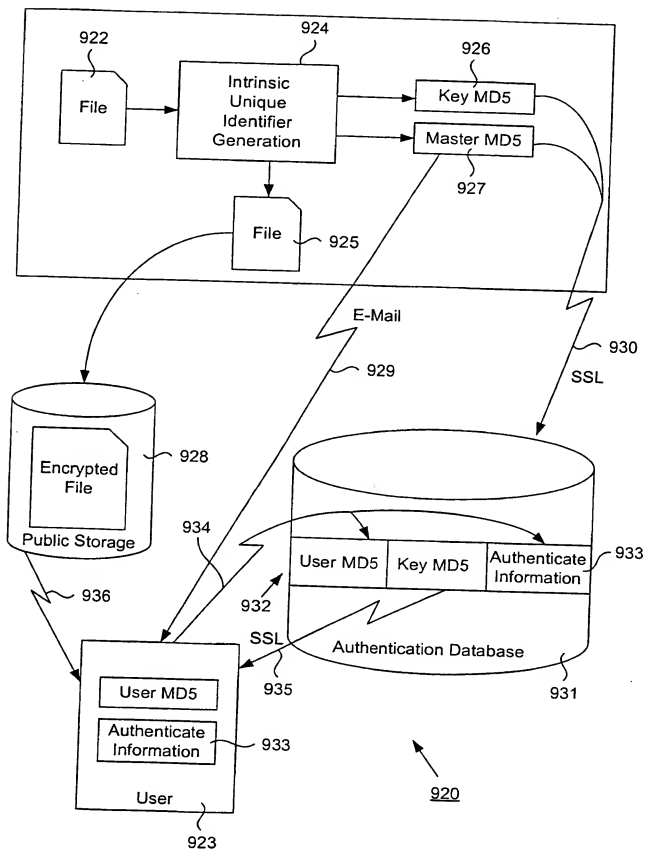 924
922
926
File
Intrinsic
Unique
Identifier
Generation
Key MD5
Master MD5
927
File
925
E-Mail
930
929
SSL
Encrypted
File
928
Public Storage
934
User MD5
Key MD5
Authenticate
Information
933
932
936
SSL
935
Authentication Database
931
User MD5
Authenticate
Information
933
User
920
923